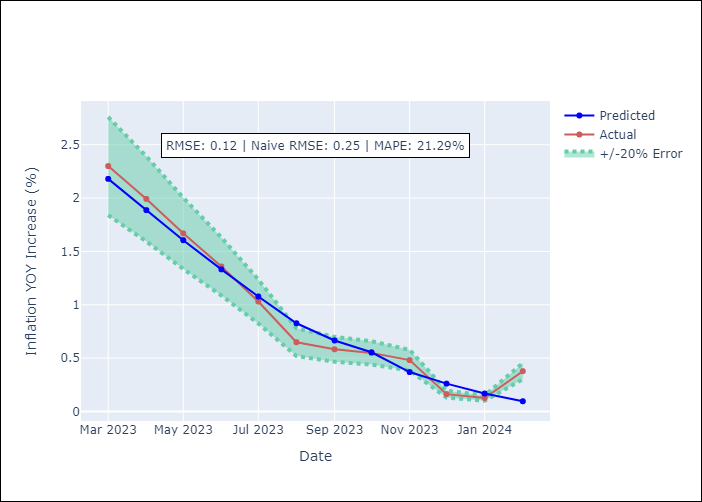 RMSE: 0.12 | Naive RMSE: 0.25 | MAPE: 21.29%
Predicted
Actual
+/-20% Error
Inflation YOY Increase (%)
2.5
2
1.5
1
0.5
0
Mar 2023 May 2023 Jul 2023 Sep 2023 Nov 2023 Jan 2024
Date